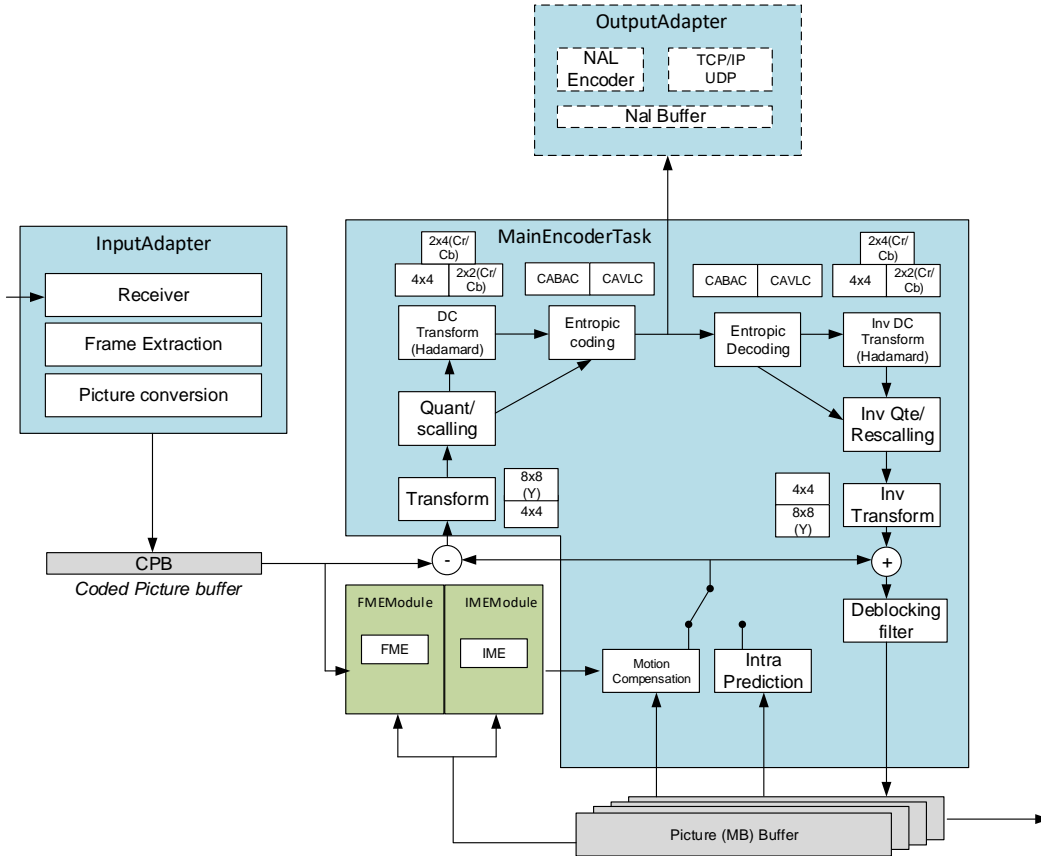 OutputAdapter
NAL
Encoder
TCP/IP
UDP
Nal Buffer
InputAdapter
Receiver
Frame Extraction
Picture conversion
MainEncoderTask
2x4(Cr/
Cb)
4x4
2x2(Cr/
Cb)
CABAC
CAVLC
CABAC
CAVLC
2x4(Cr/
Cb)
4x4
2x2(Cr/
Cb)
DC
Transform
(Hadamard)
Entropic
coding
Entropic
Decoding
Inv DC
Transform
(Hadamard)
Quant/
scalling
Inv Qte/
Rescalling
Transform
8x8
(Y)
4x4
4x4
8x8
(Y)
Inv
Transform
CPB
Coded Picture buffer
-
+
FMEModule
FME
IMEModule
IME
Motion
Compensation
Intra
Prediction
Deblocking
filter
Picture (MB) Buffer